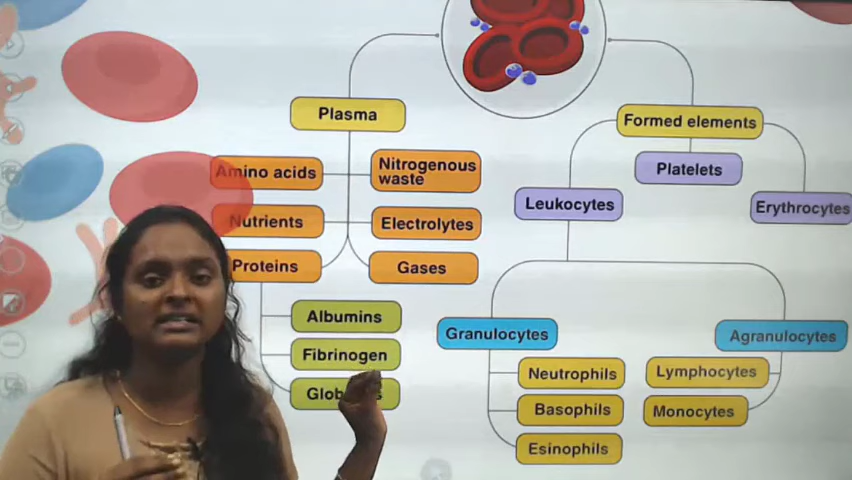 Plasma
Formed elements
Amino acids
Nitrogenous
waste
Platelets
Leukocytes
Erythrocytes
Nutrients
Electrolytes
Proteins
Gases
Albumins
Granulocytes
Agranulocytes
Fibrinogen
Neutrophils
Lymphocytes
Glob
Basophils
Monocytes
Esinophils